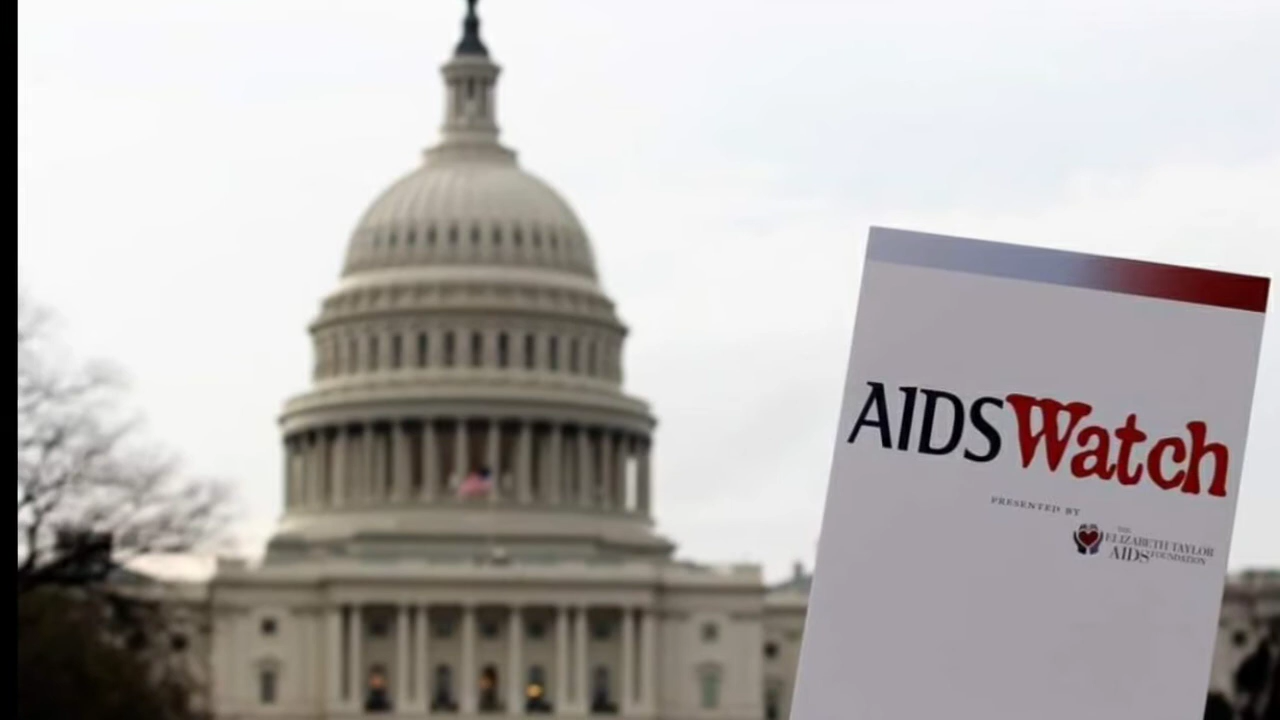 AIDSWatch
PRESENTED BY
THE
ELIZABETH TAYLOR
AIDS FOUNDATION